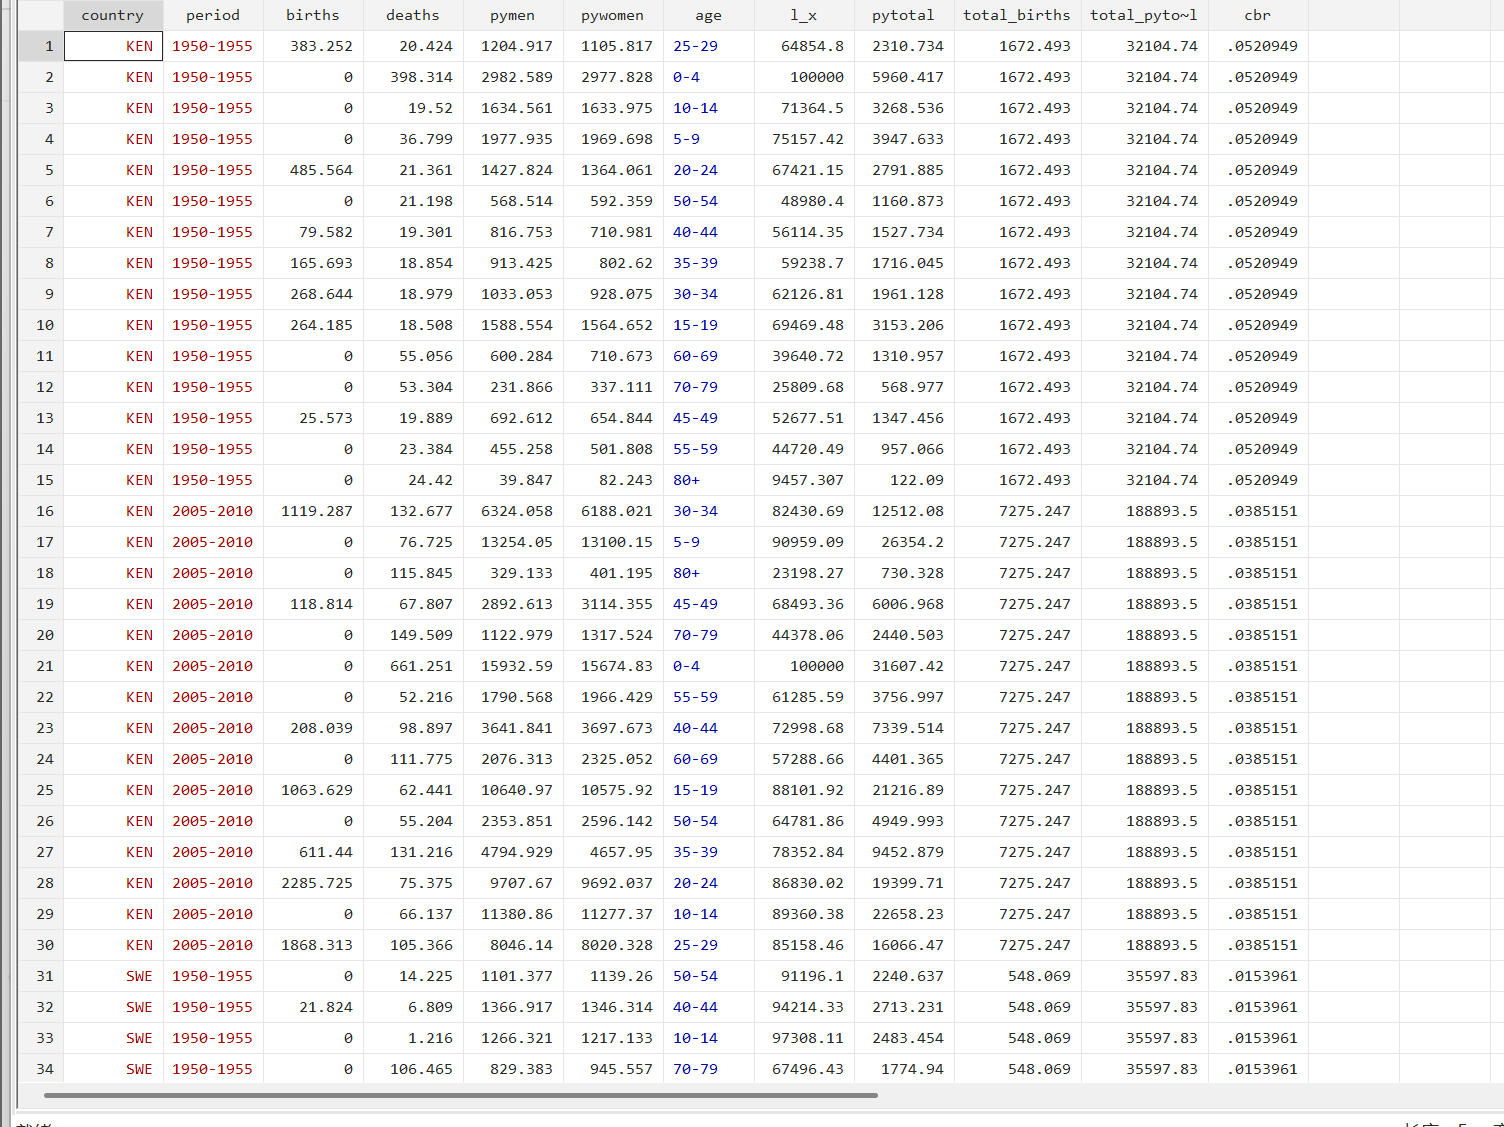 country period births deaths pymen pywomen age l_x pytotal total_births total_pyto~l cbr
1 KEN 1950-1955 383.252 20.424 1204.917 1105.817 25-29 64854.8 2310.734 1672.493 32104.74 .0520949
2 KEN 1950-1955 0 398.314 2982.589 2977.828 0-4 100000 5960.417 1672.493 32104.74 .0520949
3 KEN 1950-1955 0 19.52 1634.561 1633.975 10-14 71364.5 3268.536 1672.493 32104.74 .0520949
4 KEN 1950-1955 0 36.799 1977.935 1969.698 5-9 75157.42 3947.633 1672.493 32104.74 .0520949
5 KEN 1950-1955 485.564 21.361 1427.824 1364.061 20-24 67421.15 2791.885 1672.493 32104.74 .0520949
6 KEN 1950-1955 0 21.198 568.514 592.359 50-54 48980.4 1160.873 1672.493 32104.74 .0520949
7 KEN 1950-1955 79.582 19.301 816.753 710.981 40-44 56114.35 1527.734 1672.493 32104.74 .0520949
8 KEN 1950-1955 165.693 18.854 913.425 802.62 35-39 59238.7 1716.045 1672.493 32104.74 .0520949
9 KEN 1950-1955 268.644 18.979 1033.053 928.075 30-34 62126.81 1961.128 1672.493 32104.74 .0520949
10 KEN 1950-1955 264.185 18.508 1588.554 1564.652 15-19 69469.48 3153.206 1672.493 32104.74 .0520949
11 KEN 1950-1955 0 55.056 600.284 710.673 60-69 39640.72 1310.957 1672.493 32104.74 .0520949
12 KEN 1950-1955 0 53.304 231.866 337.111 70-79 25809.68 568.977 1672.493 32104.74 .0520949
13 KEN 1950-1955 25.573 19.889 692.612 654.844 45-49 52677.51 1347.456 1672.493 32104.74 .0520949
14 KEN 1950-1955 0 23.384 455.258 501.808 55-59 44720.49 957.066 1672.493 32104.74 .0520949
15 KEN 1950-1955 0 24.42 39.847 82.243 80+ 9457.307 122.09 1672.493 32104.74 .0520949
16 KEN 2005-2010 1119.287 132.677 6324.058 6188.021 30-34 82430.69 12512.08 7275.247 188893.5 .0385151
17 KEN 2005-2010 0 76.725 13254.05 13100.15 5-9 90959.09 26354.2 7275.247 188893.5 .0385151
18 KEN 2005-2010 0 115.845 329.133 401.195 80+ 23198.27 730.328 7275.247 188893.5 .0385151
19 KEN 2005-2010 118.814 67.807 2892.613 3114.355 45-49 68493.36 6006.968 7275.247 188893.5 .0385151
20 KEN 2005-2010 0 149.509 1122.979 1317.524 70-79 44378.06 2440.503 7275.247 188893.5 .0385151
21 KEN 2005-2010 0 661.251 15932.59 15674.83 0-4 100000 31607.42 7275.247 188893.5 .0385151
22 KEN 2005-2010 0 52.216 1790.568 1966.429 55-59 61285.59 3756.997 7275.247 188893.5 .0385151
23 KEN 2005-2010 208.039 98.897 3641.841 3697.673 40-44 72998.68 7339.514 7275.247 188893.5 .0385151
24 KEN 2005-2010 0 111.775 2076.313 2325.052 60-69 57288.66 4401.365 7275.247 188893.5 .0385151
25 KEN 2005-2010 1063.629 62.441 10640.97 10575.92 15-19 88101.92 21216.89 7275.247 188893.5 .0385151
26 KEN 2005-2010 0 55.204 2353.851 2596.142 50-54 64781.86 4949.993 7275.247 188893.5 .0385151
27 KEN 2005-2010 611.44 131.216 4794.929 4657.95 35-39 78352.84 9452.879 7275.247 188893.5 .0385151
28 KEN 2005-2010 2285.725 75.375 9707.67 9692.037 20-24 86830.02 19399.71 7275.247 188893.5 .0385151
29 KEN 2005-2010 0 66.137 11380.86 11277.37 10-14 89360.38 22658.23 7275.247 188893.5 .0385151
30 KEN 2005-2010 1868.313 105.366 8046.14 8020.328 25-29 85158.46 16066.47 7275.247 188893.5 .0385151
31 SWE 1950-1955 0 14.225 1101.377 1139.26 50-54 91196.1 2240.637 548.069 35597.83 .0153961
32 SWE 1950-1955 21.824 6.809 1366.917 1346.314 40-44 94214.33 2713.231 548.069 35597.83 .0153961
33 SWE 1950-1955 0 1.216 1266.321 1217.133 10-14 97308.11 2483.454 548.069 35597.83 .0153961
34 SWE 1950-1955 0 106.465 829.383 945.557 70-79 67496.43 1774.94 548.069 35597.83 .0153961